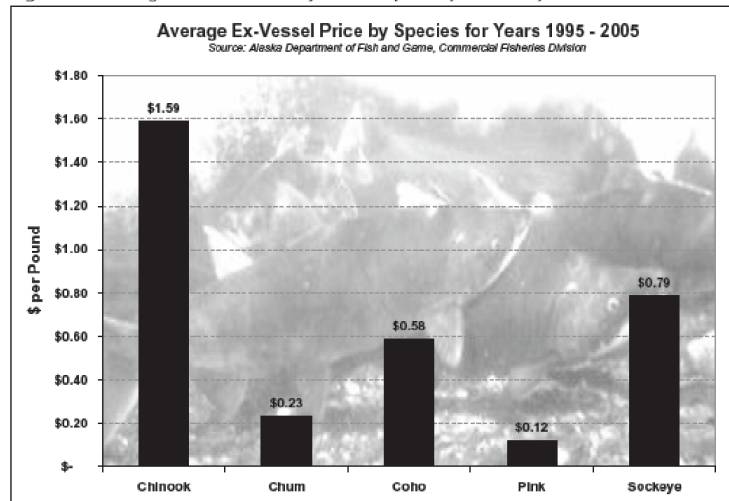 Average Ex-Vessel Price by Species for Years 1995 - 2005
Source: Alaska Department of Fish and Game, Commercial Fisheries Division
$ per Pound
$1.80
$1.60
$1.40
$1.20
$1.00
$0.80
$0.60
$0.40
$0.20
$-
$1.59
$0.23
$0.58
$0.12
$0.79
Chinook
Chum
Coho
Pink
Sockeye